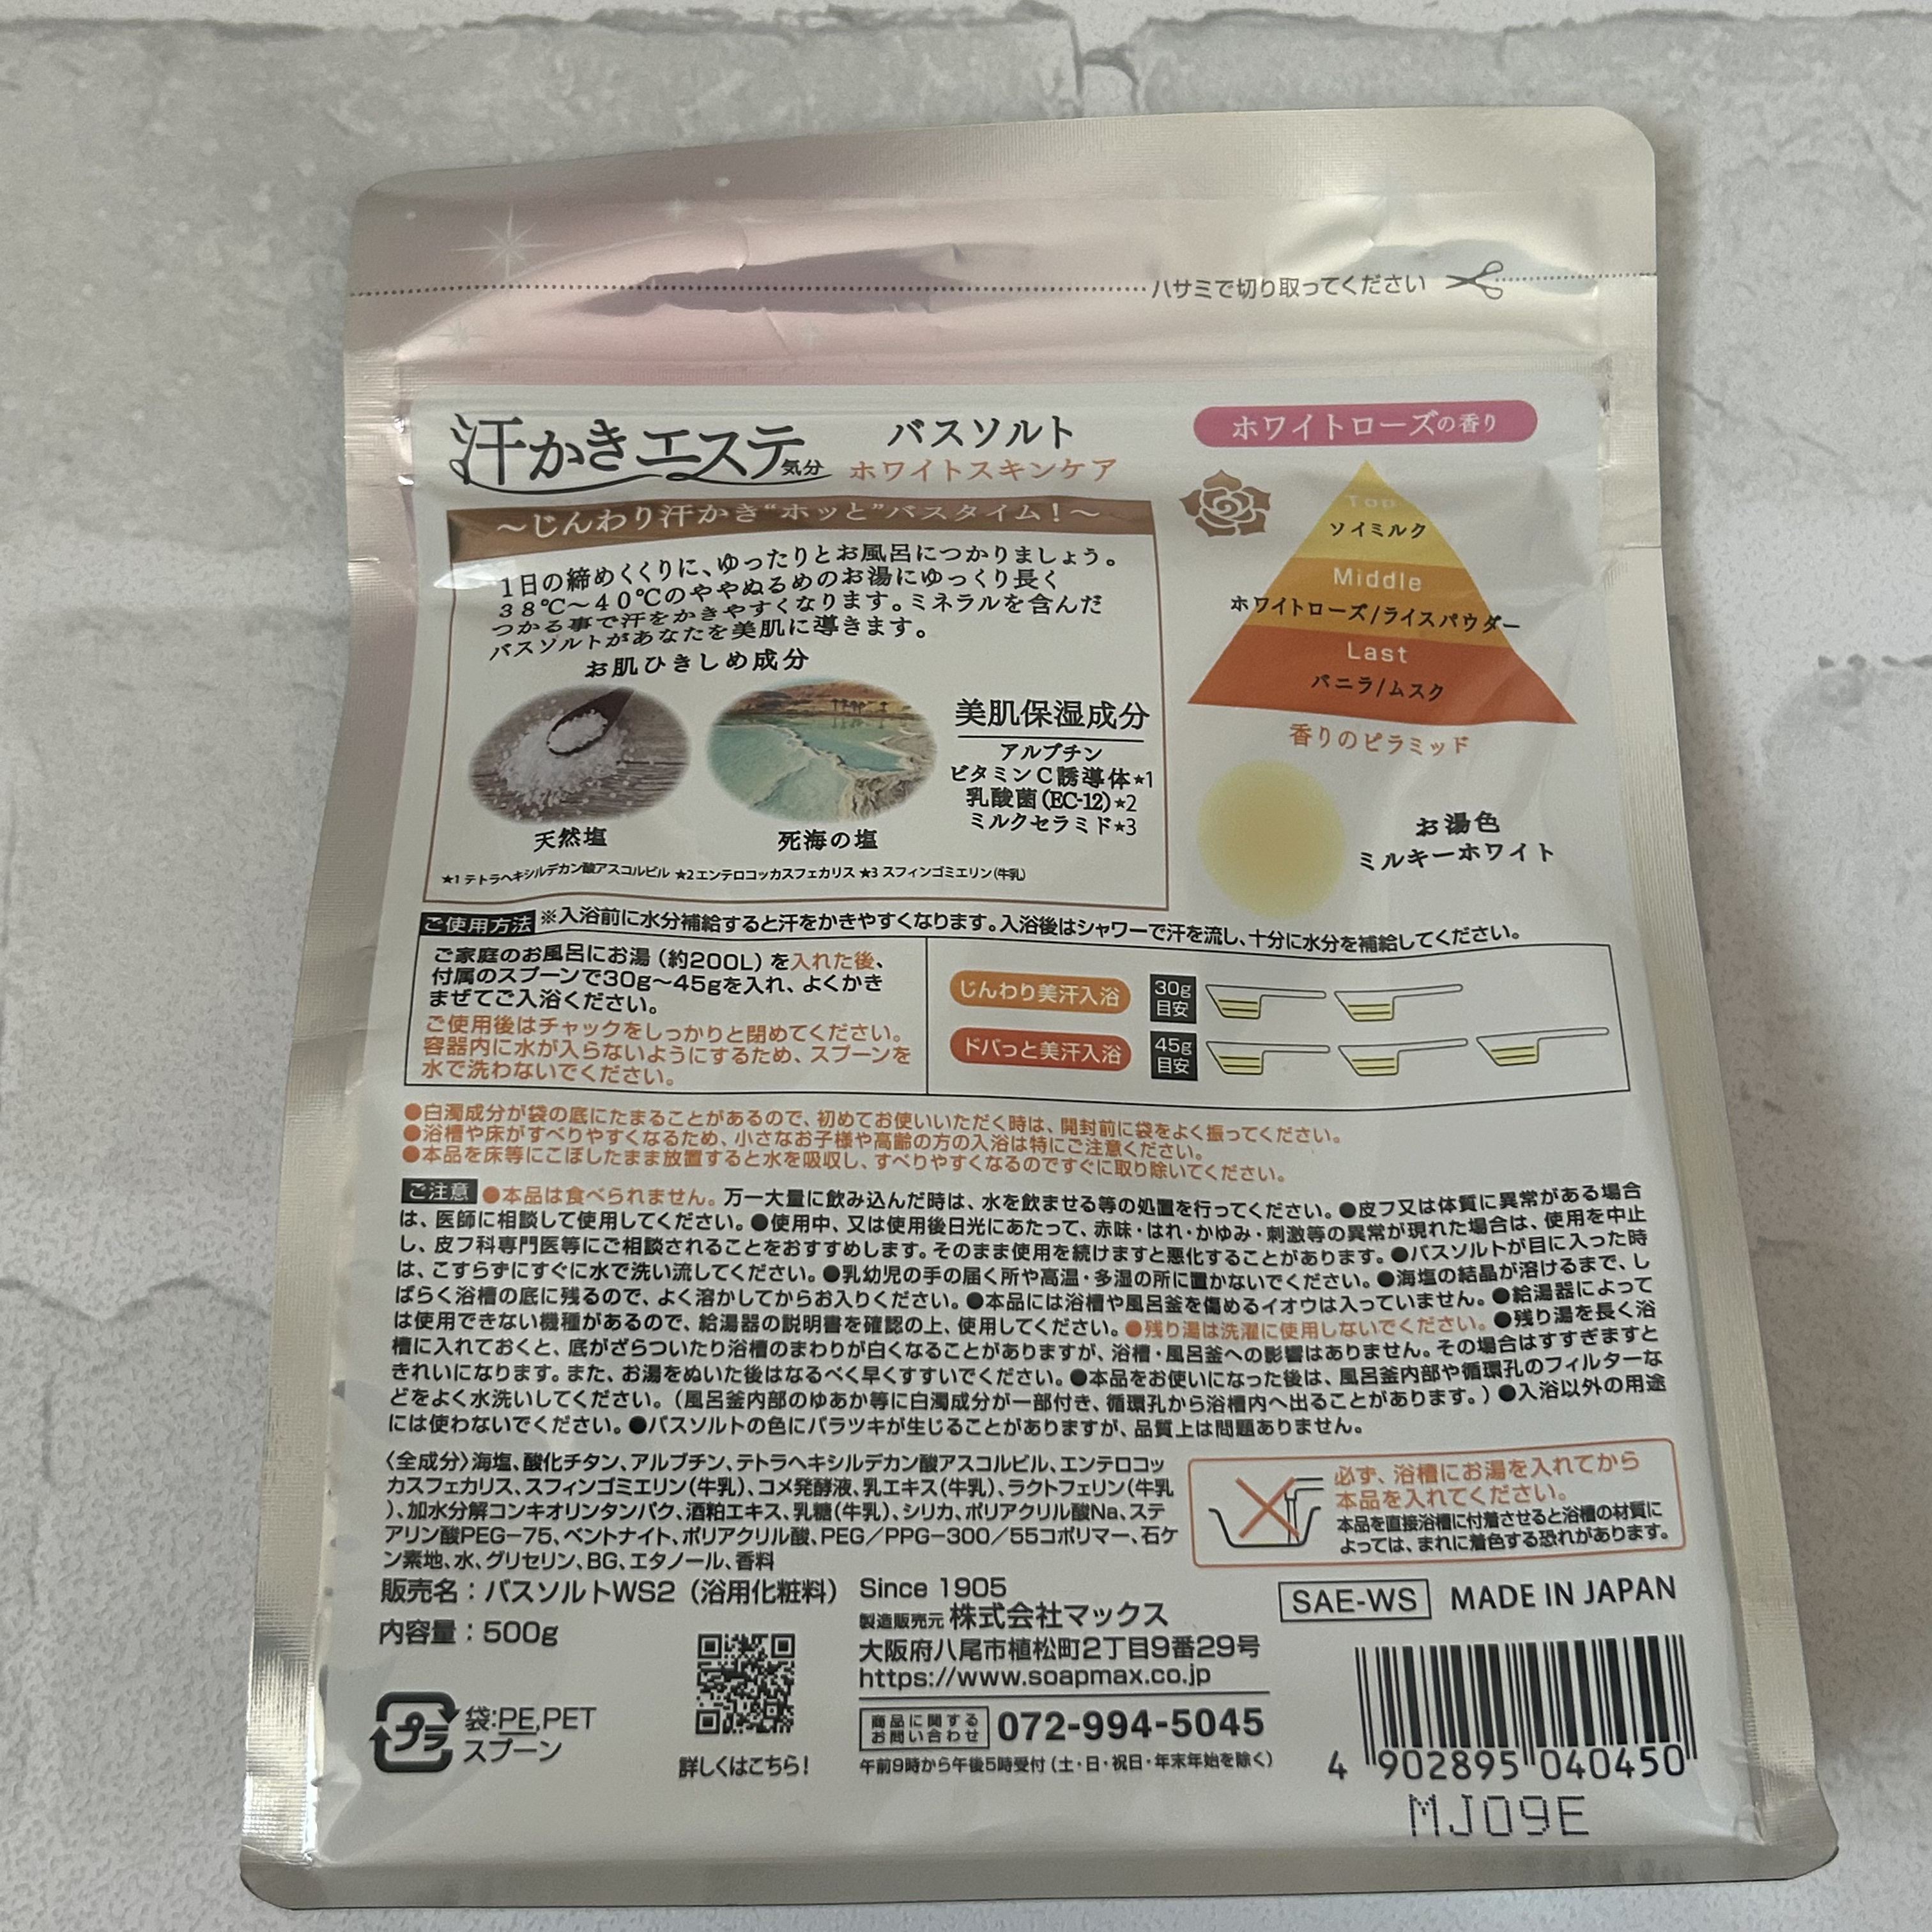 ハサミで切り取ってください
汗かきエステ気分
バスソルト
ホワイトスキンケア
ホワイトローズの香り
～じんわり汗かき“ホッと”バスタイム！～
1日の締めくくりに、ゆったりとお風呂につかりましょう。
38℃～40℃のややぬるめのお湯にゆっくり長く
つかる事で汗をかきやすくなります。ミネラルを含んだ
バスソルトがあなたを美肌に導きます。
お肌ひきしめ成分
天然塩
死海の塩
美肌保湿成分
アルブチン
ビタミンC誘導体★1
乳酸菌(EC-12)★2
ミルクセラミド★3
★1 テトラヘキシルデカン酸アスコルビル ★2 エンテロコッカスフェカリス ★3 スフィンゴミエリン(牛乳)
Top
ソイミルク
Middle
ホワイトローズ/ライスパウダー
Last
バニラ/ムスク
香りのピラミッド
お湯色
ミルキーホワイト
ご使用方法 ※入浴前に水分補給すると汗をかきやすくなります。入浴後はシャワーで汗を流し、十分に水分を補給してください。
ご家庭のお風呂にお湯（約200L）を入れた後、
付属のスプーンで30g～45gを入れ、よくかき
まぜてご入浴ください。
ご使用後はチャックをしっかりと閉めてください。
容器内に水が入らないようにするため、スプーンを
水で洗わないでください。
じんわり美汗入浴 30g目安
ドバっと美汗入浴 45g目安
●白濁成分が袋の底にたまることがあるので、初めてお使いいただく時は、開封前に袋をよく振ってください。
●浴槽や床がすべりやすくなるため、小さなお子様や高齢の方の入浴は特にご注意ください。
●本品を床等にこぼしたまま放置すると水を吸収し、すべりやすくなるのですぐに取り除いてください。
ご注意 ●本品は食べられません。万一大量に飲み込んだ時は、水を飲ませる等の処置を行ってください。●皮フ又は体質に異常がある場合
は、医師に相談して使用してください。●使用中、又は使用後日光にあたって、赤味・はれ・かゆみ・刺激等の異常が現れた場合は、使用を中止
し、皮フ科専門医等にご相談されることをおすすめします。そのまま使用を続けますと悪化することがあります。●バスソルトが目に入った時
は、こすらずにすぐに水で洗い流してください。●乳幼児の手の届く所や高温・多湿の所に置かないでください。●海塩の結晶が溶けるまで、し
ばらく浴槽の底に残るので、よく溶かしてからお入りください。●本品には浴槽や風呂釜を傷めるイオウは入っていません。●給湯器によって
は使用できない機種があるので、給湯器の説明書を確認の上、使用してください。●残り湯は洗濯に使用しないでください。●残り湯を長く浴
槽に入れておくと、底がざらついたり浴槽のまわりが白くなることがありますが、浴槽・風呂釜への影響はありません。その場合はすすぎますと
きれいになります。また、お湯をぬいた後はなるべく早くすすいでください。●本品をお使いになった後は、風呂釜内部や循環孔のフィルターな
どをよく水洗いしてください。（風呂釜内部のゆあか等に白濁成分が一部付き、循環孔から浴槽内へ出ることがあります。）●入浴以外の用途
には使わないでください。●バスソルトの色にバラツキが生じることがありますが、品質上は問題ありません。
〈全成分〉海塩、酸化チタン、アルブチン、テトラヘキシルデカン酸アスコルビル、エンテロコッ
カスフェカリス、スフィンゴミエリン(牛乳)、コメ発酵液、乳エキス(牛乳)、ラクトフェリン(牛乳
)、加水分解コンキオリンタンパク、酒粕エキス、乳糖(牛乳)、シリカ、ポリアクリル酸Na、ステ
アリン酸PEG-75、ベントナイト、ポリアクリル酸、PEG／PPG-300／55コポリマー、石ケ
ン素地、水、グリセリン、BG、エタノール、香料
必ず、浴槽にお湯を入れてから
本品を入れてください。
本品を直接浴槽に付着させると浴槽の材質に
よっては、まれに着色する恐れがあります。
販売名：バスソルトWS2（浴用化粧料）
内容量：500g
プラ
袋:PE,PET
スプーン
詳しくはこちら!
Since 1905
製造販売元 株式会社マックス
大阪府八尾市植松町2丁目9番29号
https://www.soapmax.co.jp
商品に関するお問い合わせ 072-994-5045
午前9時から午後5時受付（土・日・祝日・年末年始を除く）
SAE-WS MADE IN JAPAN
4 902895 040450
MJ09E